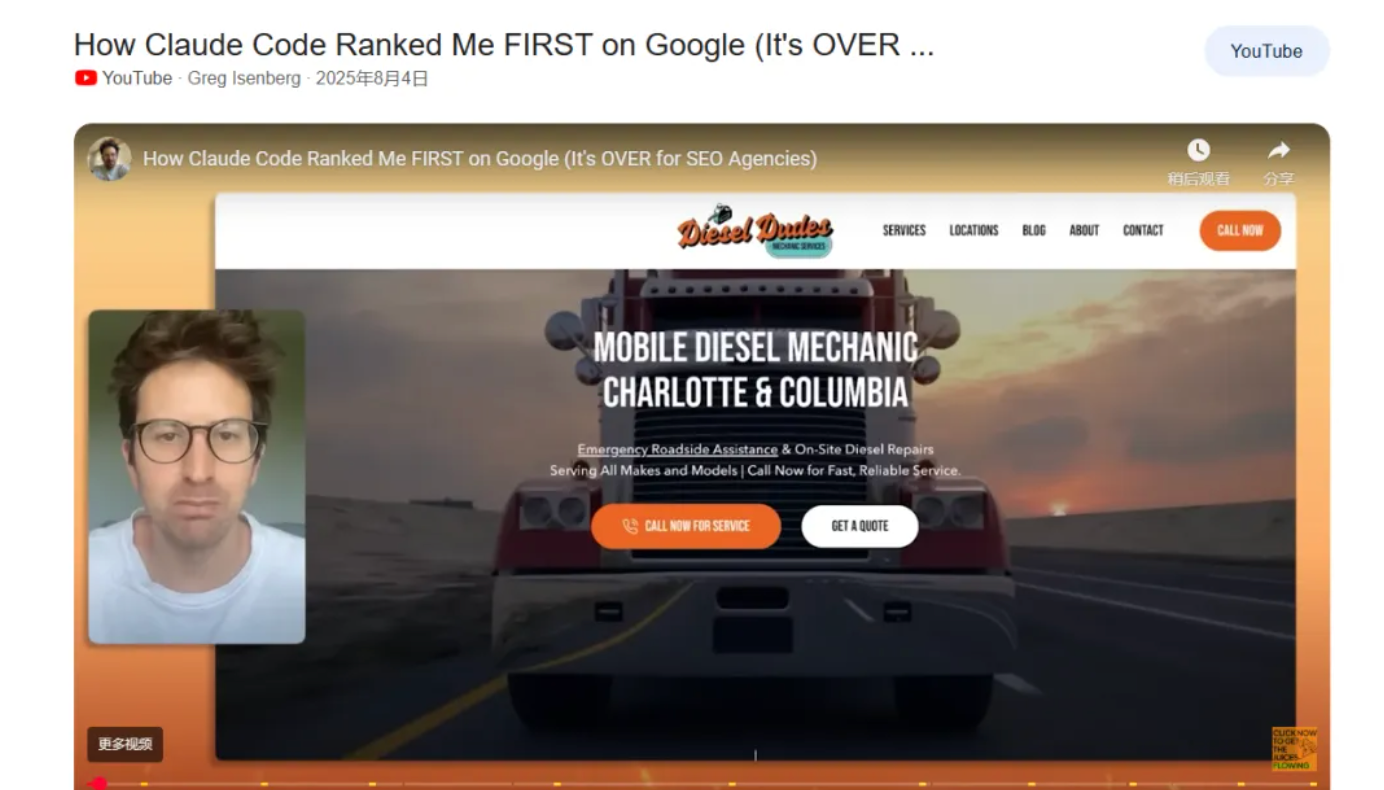 How Claude Code Ranked Me FIRST on Google (It's OVER ...
YouTube
YouTube · Greg Isenberg · 2025年8月4日
How Claude Code Ranked Me FIRST on Google (It's OVER for SEO Agencies)
稍后观看
分享
Diesel Dudes
MECHANIC SERVICES
SERVICES
LOCATIONS
BLOG
ABOUT
CONTACT
CALL NOW
MOBILE DIESEL MECHANIC
CHARLOTTE & COLUMBIA
Emergency Roadside Assistance & On-Site Diesel Repairs
Serving All Makes and Models | Call Now for Fast, Reliable Service.
CALL NOW FOR SERVICE
GET A QUOTE
更多视频
CLICK NOW
TO GET
THE
JUICES
FLOWING